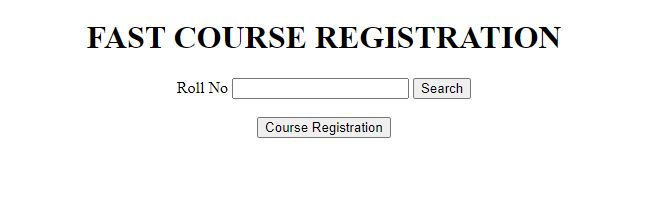 FAST COURSE REGISTRATION
Roll No Search
Course Registration